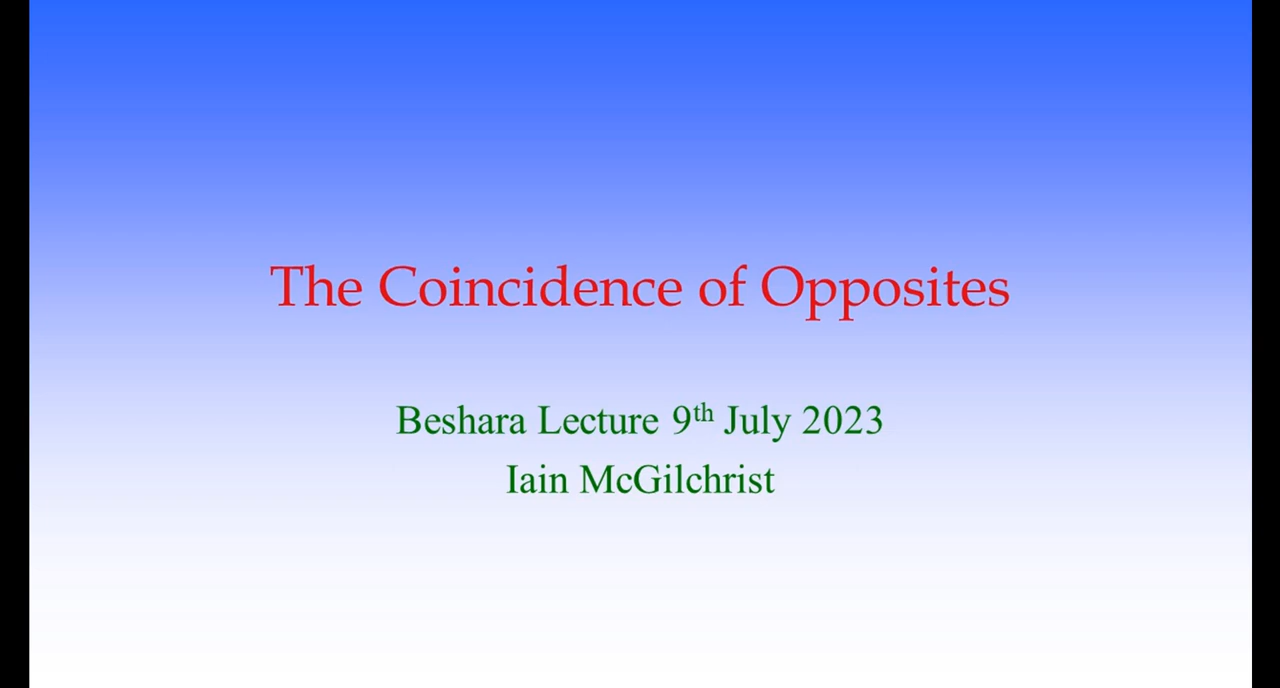 The Coincidence of Opposites
Beshara Lecture 9th July 2023
Iain McGilchrist